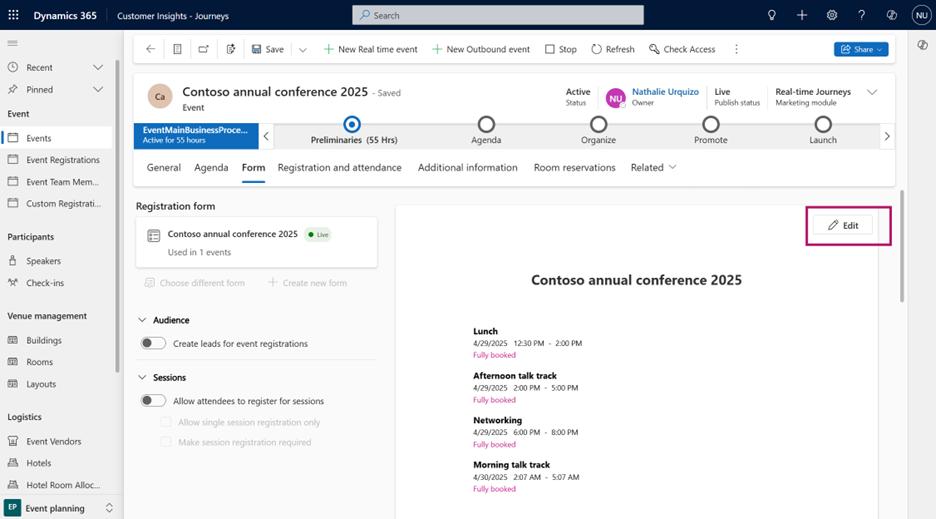 Dynamics 365
Customer Insights - Journeys
Search
NU
Save
New Real time event
New Outbound event
Stop
Refresh
Check Access
Share
Recent
Pinned
Event
Events
Event Registrations
Event Team Mem...
Custom Registrati...
Participants
Speakers
Check-ins
Venue management
Buildings
Rooms
Layouts
Logistics
Event Vendors
Hotels
Hotel Room Alloc...
EP
Event planning
Ca
Contoso annual conference 2025 - Saved
Event
Active
Status
NU
Nathalie Urquizo
Owner
Live
Publish status
Real-time Journeys
Marketing module
EventMainBusinessProce...
Active for 55 hours
Preliminaries (55 Hrs)
Agenda
Organize
Promote
Launch
General
Agenda
Form
Registration and attendance
Additional information
Room reservations
Related
Registration form
Contoso annual conference 2025
Live
Used in 1 events
Choose different form
Create new form
Audience
Create leads for event registrations
Sessions
Allow attendees to register for sessions
Allow single session registration only
Make session registration required
Edit
Contoso annual conference 2025
Lunch
4/29/2025 12:30 PM - 2:00 PM
Fully booked
Afternoon talk track
4/29/2025 2:00 PM - 5:00 PM
Fully booked
Networking
4/29/2025 6:00 PM - 8:00 PM
Fully booked
Morning talk track
4/30/2025 2:07 AM - 5:07 AM
Fully booked